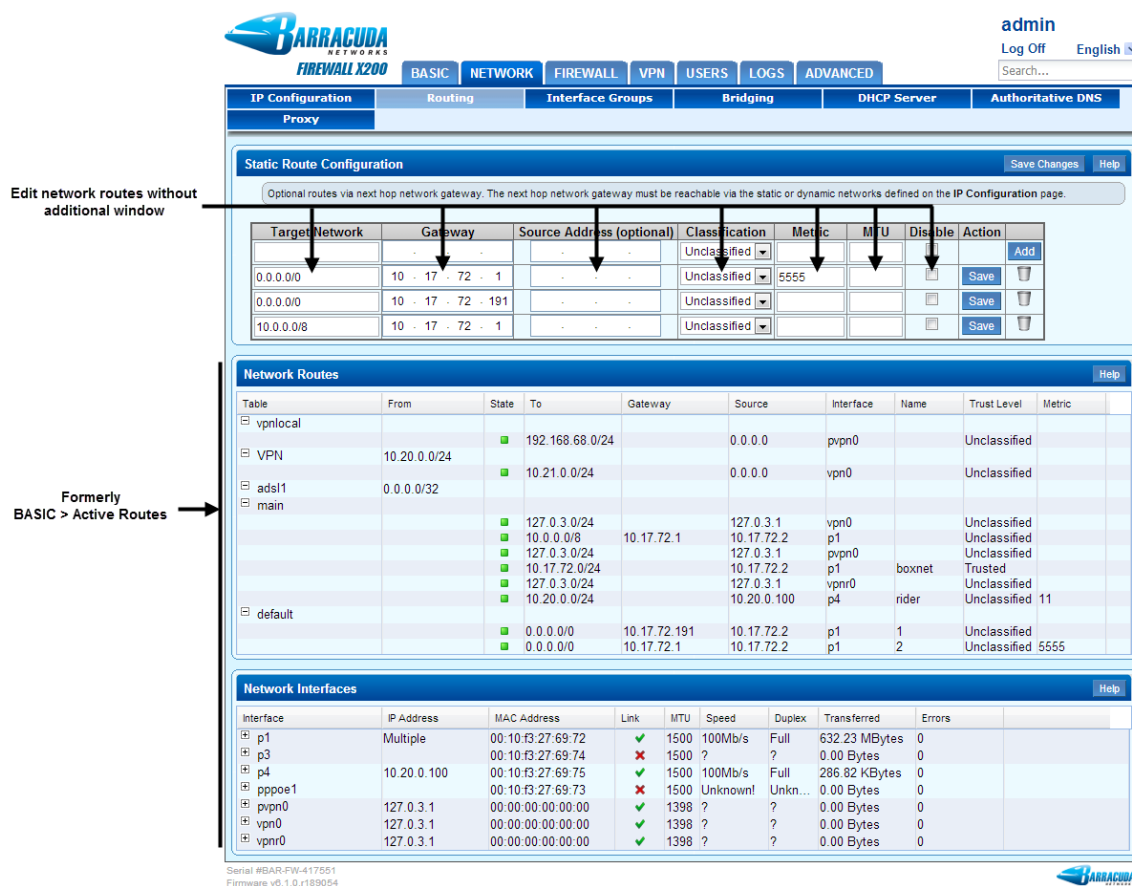 BARRACUDA
NETWORKS
FIREWALL X200
admin
Log Off English
Search...
BASIC NETWORK FIREWALL VPN USERS LOGS ADVANCED
IP Configuration Routing Interface Groups Bridging DHCP Server Authoritative DNS
Proxy
Static Route Configuration Save Changes Help
Edit network routes without
additional window
Optional routes via next hop network gateway. The next hop network gateway must be reachable via the static or dynamic networks defined on the IP Configuration page.
Target Network Gateway Source Address (optional) Classification Metric MTU Disable Action
Unclassified Add
0.0.0.0/0 10 . 17 . 72 . 1 Unclassified 5555 Save
0.0.0.0/0 10 . 17 . 72 . 191 Unclassified Save
10.0.0.0/8 10 . 17 . 72 . 1 Unclassified Save
Network Routes Help
Table From State To Gateway Source Interface Name Trust Level Metric
vpnlocal
192.168.68.0/24 0.0.0.0 pvpn0 Unclassified
VPN 10.20.0.0/24
10.21.0.0/24 0.0.0.0 vpn0 Unclassified
adsl1 0.0.0.0/32
main
127.0.3.0/24 127.0.3.1 vpn0 Unclassified
10.0.0.0/8 10.17.72.1 10.17.72.2 p1 Unclassified
127.0.3.0/24 127.0.3.1 pvpn0 Unclassified
10.17.72.0/24 10.17.72.2 p1 boxnet Trusted
127.0.3.0/24 127.0.3.1 vpnr0 Unclassified
10.20.0.0/24 10.20.0.100 p4 rider Unclassified 11
default
0.0.0.0/0 10.17.72.191 10.17.72.2 p1 1 Unclassified
0.0.0.0/0 10.17.72.1 10.17.72.2 p1 2 Unclassified 5555
Formerly
BASIC > Active Routes
Network Interfaces Help
Interface IP Address MAC Address Link MTU Speed Duplex Transferred Errors
p1 Multiple 00:10:f3:27:69:72 1500 100Mb/s Full 632.23 MBytes 0
p3 00:10:f3:27:69:74 1500 ? ? 0.00 Bytes 0
p4 10.20.0.100 00:10:f3:27:69:75 1500 100Mb/s Full 286.82 KBytes 0
pppoe1 00:10:f3:27:69:73 1500 Unknown! Unkn... 0.00 Bytes 0
pvpn0 127.0.3.1 00:00:00:00:00:00 1398 ? ? 0.00 Bytes 0
vpn0 127.0.3.1 00:00:00:00:00:00 1398 ? ? 0.00 Bytes 0
vpnr0 127.0.3.1 00:00:00:00:00:00 1398 ? ? 0.00 Bytes 0
Serial #BAR-FW-417551
Firmware v6.1.0.r189054
BARRACUDA